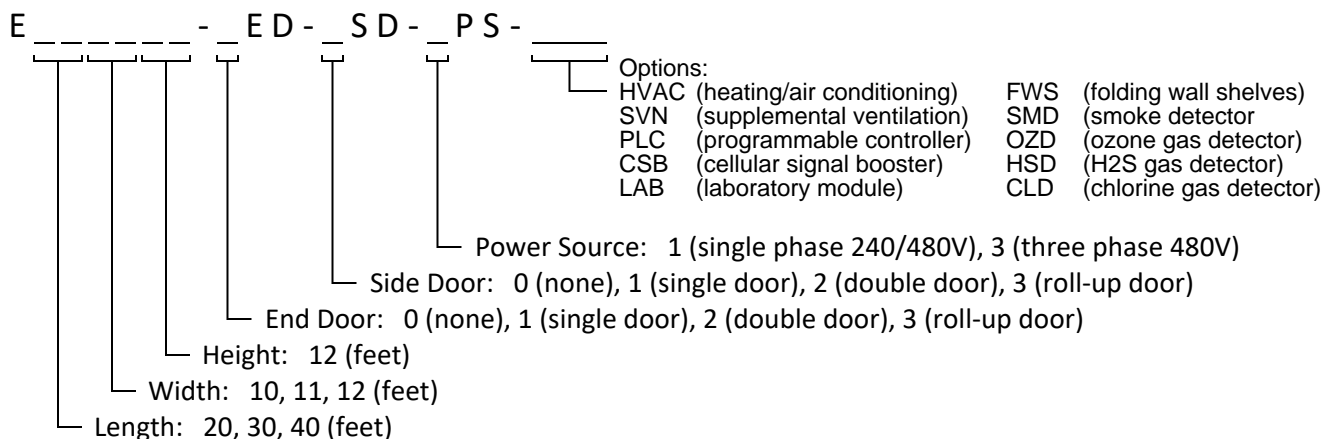 E _ _ _ _ _ _ - _ E D - _ S D - _ P S - ____
Options:
HVAC (heating/air conditioning) FWS (folding wall shelves)
SVN (supplemental ventilation) SMD (smoke detector
PLC (programmable controller) OZD (ozone gas detector)
CSB (cellular signal booster) HSD (H2S gas detector)
LAB (laboratory module) CLD (chlorine gas detector)
Power Source: 1 (single phase 240/480V), 3 (three phase 480V)
Side Door: 0 (none), 1 (single door), 2 (double door), 3 (roll-up door)
End Door: 0 (none), 1 (single door), 2 (double door), 3 (roll-up door)
Height: 12 (feet)
Width: 10, 11, 12 (feet)
Length: 20, 30, 40 (feet)